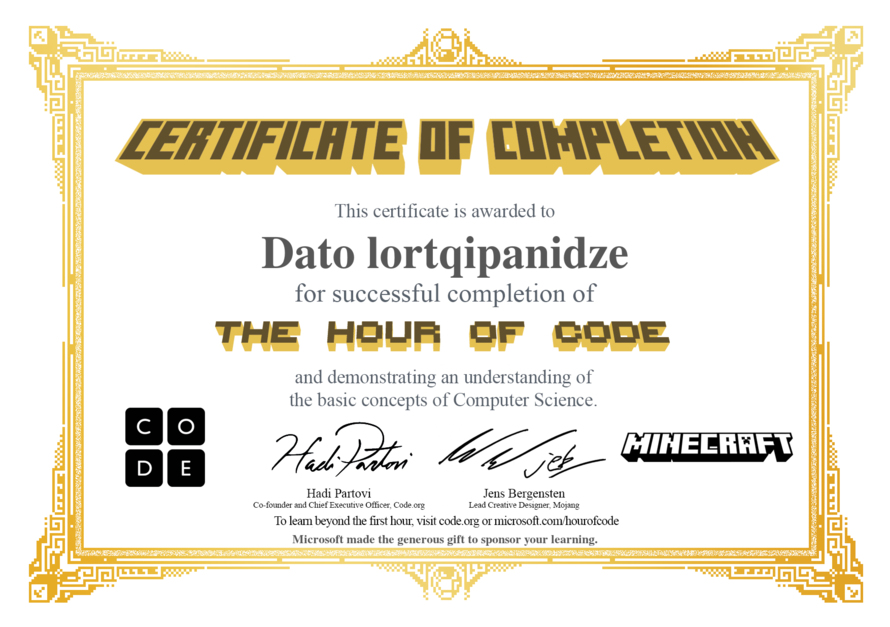 CERTIFICATE OF COMPLETION
This certificate is awarded to
Dato lortqipanidze
for successful completion of
THE HOUR OF CODE
and demonstrating an understanding of
the basic concepts of Computer Science.
C O
D E
Hadi Partovi
jeb
MINECRAFT
Hadi Partovi
Co-founder and Chief Executive Officer, Code.org
Jens Bergensten
Lead Creative Designer, Mojang
To learn beyond the first hour, visit code.org or microsoft.com/hourofcode
Microsoft made the generous gift to sponsor your learning.